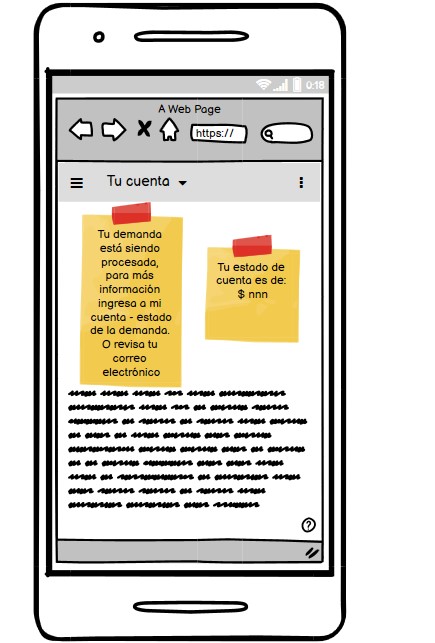 0:18
A Web Page
https://
Tu cuenta
Tu demanda
está siendo
procesada,
para más
información
ingresa a mi
cuenta - estado
de la demanda.
O revisa tu
correo
electrónico
Tu estado de
cuenta es de:
$ nnn
?